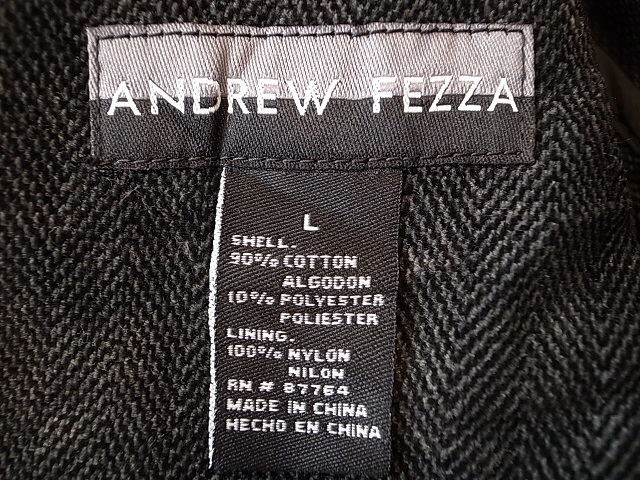 ANDREW FEZZA
L
SHELL.
90% COTTON
ALGODON
10% POLYESTER
POLIESTER
LINING.
100% NYLON
NILON
RN # 87764
MADE IN CHINA
HECHO EN CHINA